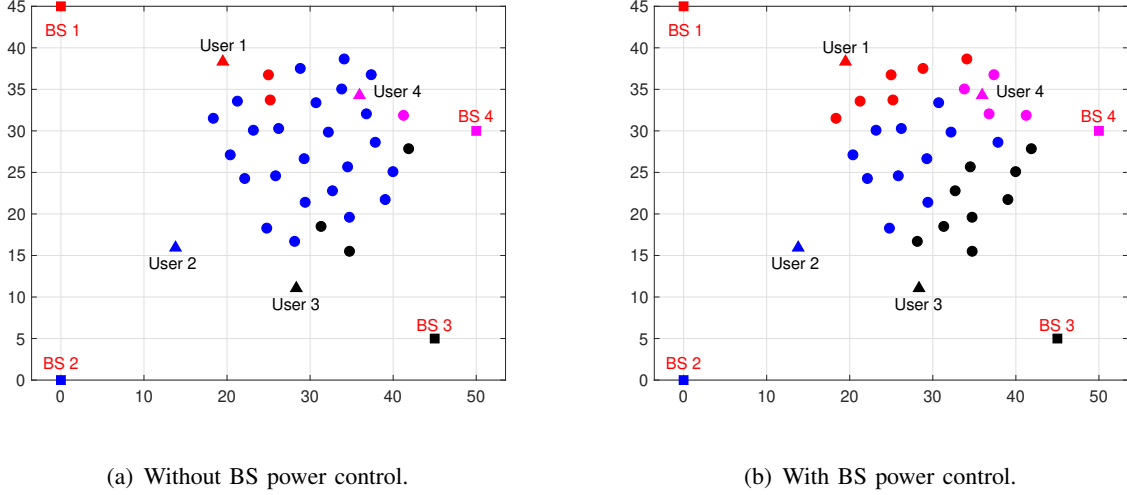 45
BS 1
40
User 1
35
User 4
30
BS 4
25
20
15
User 2
10
User 3
5
BS 3
BS 2
0
0 10 20 30 40 50
(a) Without BS power control.
45
BS 1
40
User 1
35
User 4
30
BS 4
25
20
15
User 2
10
User 3
5
BS 3
BS 2
0
0 10 20 30 40 50
(b) With BS power control.